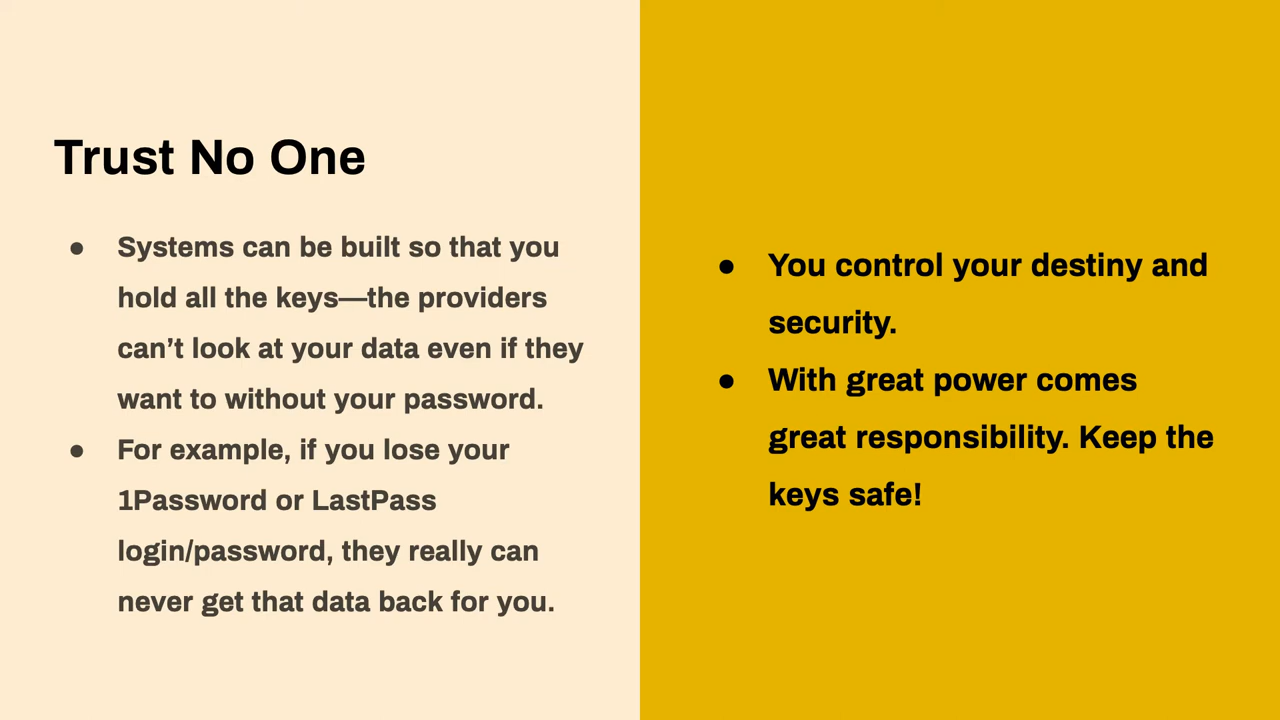 Trust No One
● Systems can be built so that you
hold all the keys—the providers
can’t look at your data even if they
want to without your password.
● For example, if you lose your
1Password or LastPass
login/password, they really can
never get that data back for you.
● You control your destiny and
security.
● With great power comes
great responsibility. Keep the
keys safe!